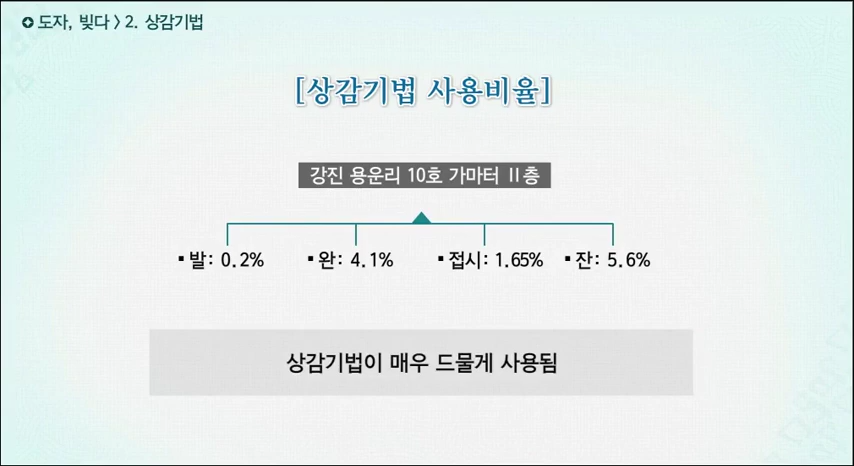 도자, 빚다 > 2. 상감기법
[상감기법 사용비율]
강진 용운리 10호 가마터 Ⅱ층
▪ 발: 0.2% ▪ 완: 4.1% ▪ 접시: 1.65% ▪ 잔: 5.6%
상감기법이 매우 드물게 사용됨